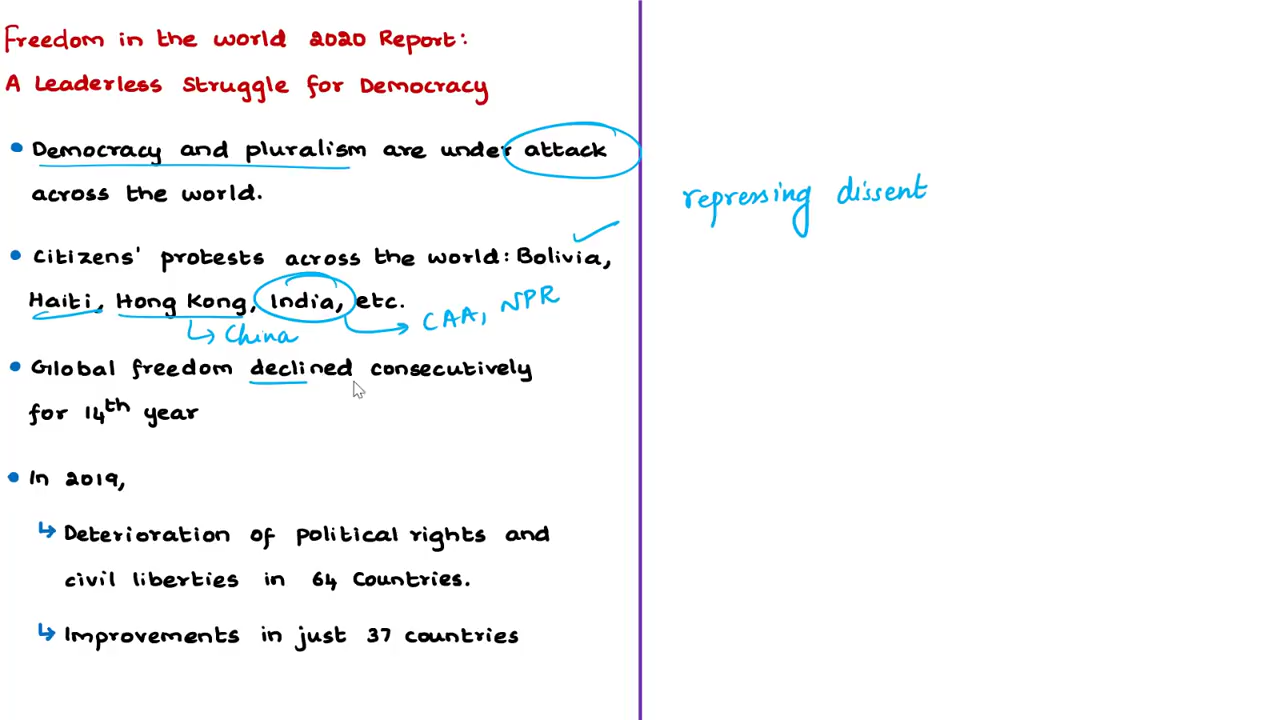 Freedom in the world 2020 Report:
A Leaderless Struggle for Democracy
• Democracy and pluralism are under attack
across the world.
repressing dissent
• Citizens' protests across the world: Bolivia,
Haiti, Hong Kong, India, etc.
CAA, NPR
↳ China
• Global freedom declined consecutively
for 14th year
• In 2019,
↳ Deterioration of political rights and
civil liberties in 64 Countries.
↳ Improvements in just 37 countries